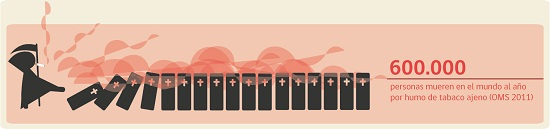 600.000
personas mueren en el mundo al año
por humo de tabaco ajeno (OMS 2011)